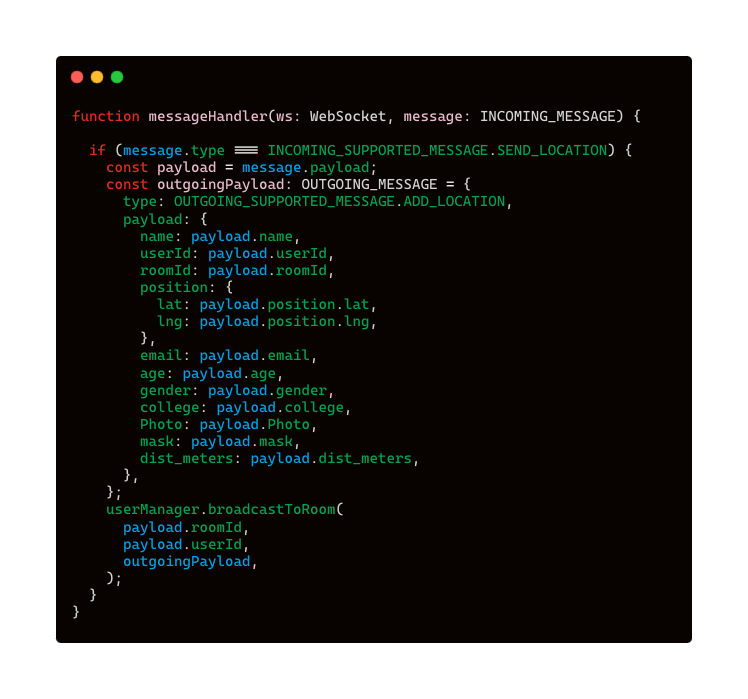 function messageHandler(ws: WebSocket, message: INCOMING_MESSAGE) {
if (message.type === INCOMING_SUPPORTED_MESSAGE.SEND_LOCATION) {
const payload = message.payload;
const outgoingPayload: OUTGOING_MESSAGE = {
type: OUTGOING_SUPPORTED_MESSAGE.ADD_LOCATION,
payload: {
name: payload.name,
userId: payload.userId,
roomId: payload.roomId,
position: {
lat: payload.position.lat,
lng: payload.position.lng,
},
email: payload.email,
age: payload.age,
gender: payload.gender,
college: payload.college,
Photo: payload.Photo,
mask: payload.mask,
dist_meters: payload.dist_meters,
},
};
userManager.broadcastToRoom(
payload.roomId,
payload.userId,
outgoingPayload,
);
}
}